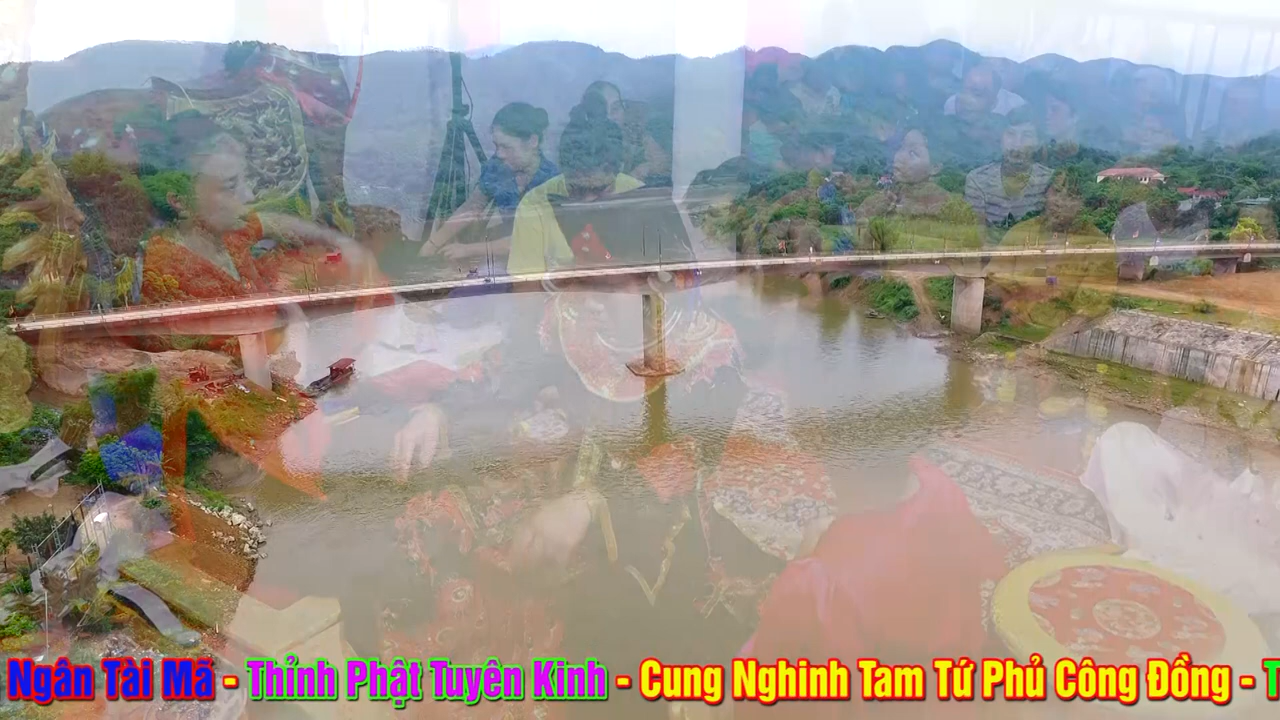 Ngân Tài Mã - Thỉnh Phật Tuyên Kinh - Cung Nghinh Tam Tứ Phủ Công Đồng - T